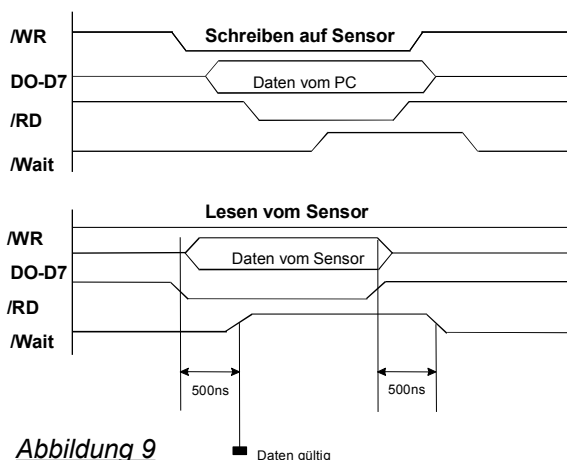 /WR
Schreiben auf Sensor
DO-D7
Daten vom PC
/RD
/Wait
Lesen vom Sensor
/WR
Daten vom Sensor
DO-D7
/RD
/Wait
500ns
500ns
Abbildung 9
Daten gültig